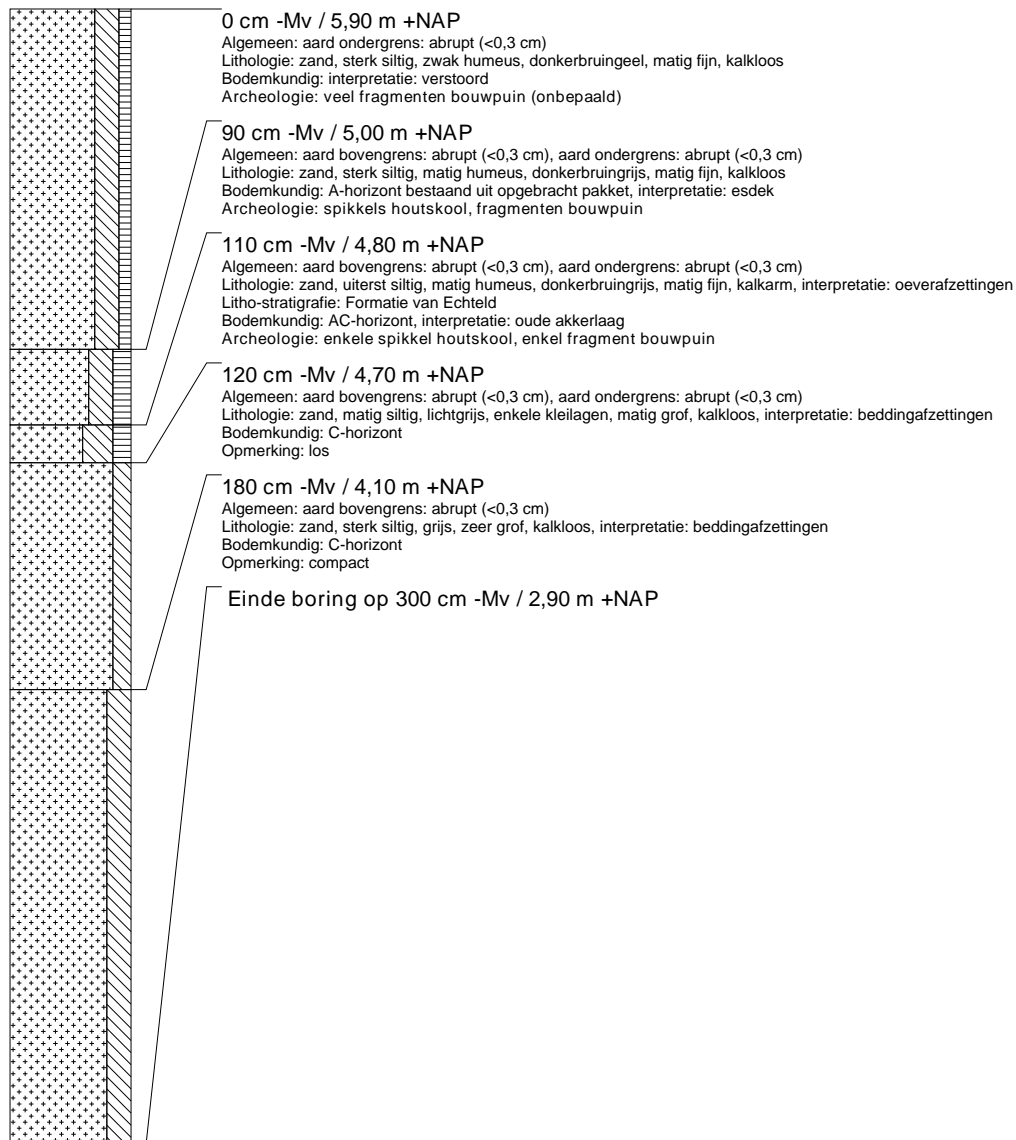 0 cm -Mv / 5,90 m +NAP
Algemeen: aard ondergrens: abrupt (<0,3 cm)
Lithologie: zand, sterk siltig, zwak humeus, donkerbruingeel, matig fijn, kalkloos
Bodemkundig: interpretatie: verstoord
Archeologie: veel fragmenten bouwpuin (onbepaald)
90 cm -Mv / 5,00 m +NAP
Algemeen: aard bovengrens: abrupt (<0,3 cm), aard ondergrens: abrupt (<0,3 cm)
Lithologie: zand, sterk siltig, matig humeus, donkerbruingrijs, matig fijn, kalkloos
Bodemkundig: A-horizont bestaand uit opgebracht pakket, interpretatie: esdek
Archeologie: spikkels houtskool, fragmenten bouwpuin
110 cm -Mv / 4,80 m +NAP
Algemeen: aard bovengrens: abrupt (<0,3 cm), aard ondergrens: abrupt (<0,3 cm)
Lithologie: zand, uiterst siltig, matig humeus, donkerbruingrijs, matig fijn, kalkarm, interpretatie: oeverafzettingen
Litho-stratigrafie: Formatie van Echteld
Bodemkundig: AC-horizont, interpretatie: oude akkerlaag
Archeologie: enkele spikkel houtskool, enkel fragment bouwpuin
120 cm -Mv / 4,70 m +NAP
Algemeen: aard bovengrens: abrupt (<0,3 cm), aard ondergrens: abrupt (<0,3 cm)
Lithologie: zand, matig siltig, lichtgrijs, enkele kleilagen, matig grof, kalkloos, interpretatie: beddingafzettingen
Bodemkundig: C-horizont
Opmerking: los
180 cm -Mv / 4,10 m +NAP
Algemeen: aard bovengrens: abrupt (<0,3 cm)
Lithologie: zand, sterk siltig, grijs, zeer grof, kalkloos, interpretatie: beddingafzettingen
Bodemkundig: C-horizont
Opmerking: compact
Einde boring op 300 cm -Mv / 2,90 m +NAP